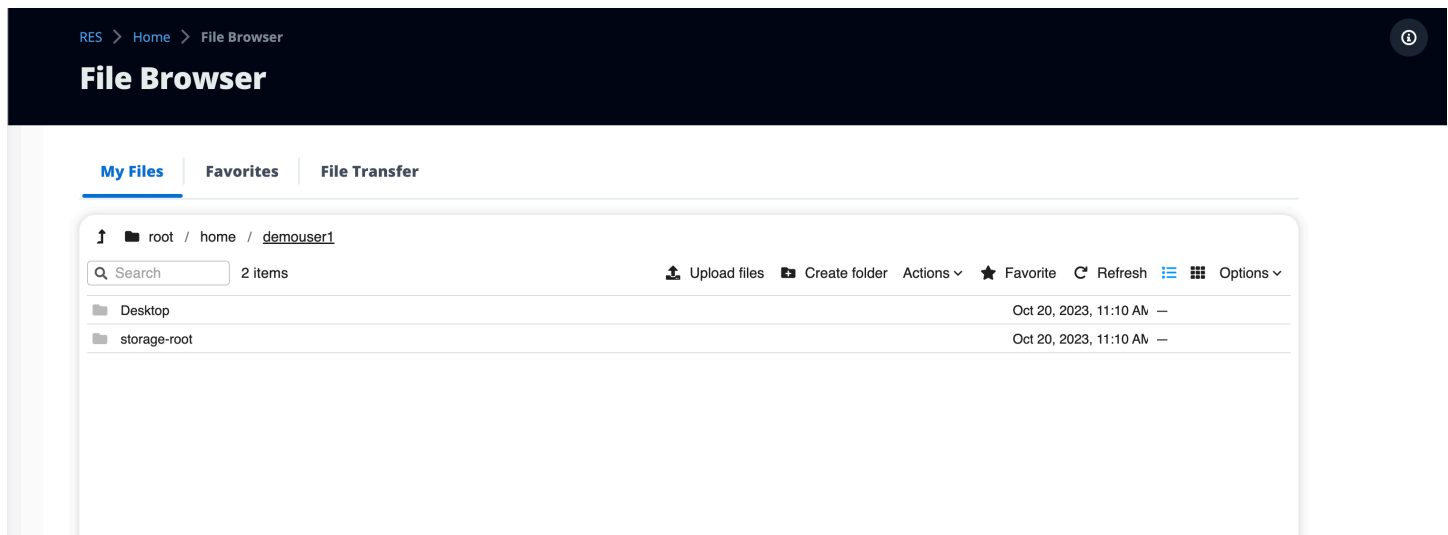 RES > Home > File Browser
File Browser
My Files Favorites File Transfer
root / home / demouser1
Search 2 items Upload files Create folder Actions Favorite Refresh Options
Desktop Oct 20, 2023, 11:10 AM —
storage-root Oct 20, 2023, 11:10 AM —